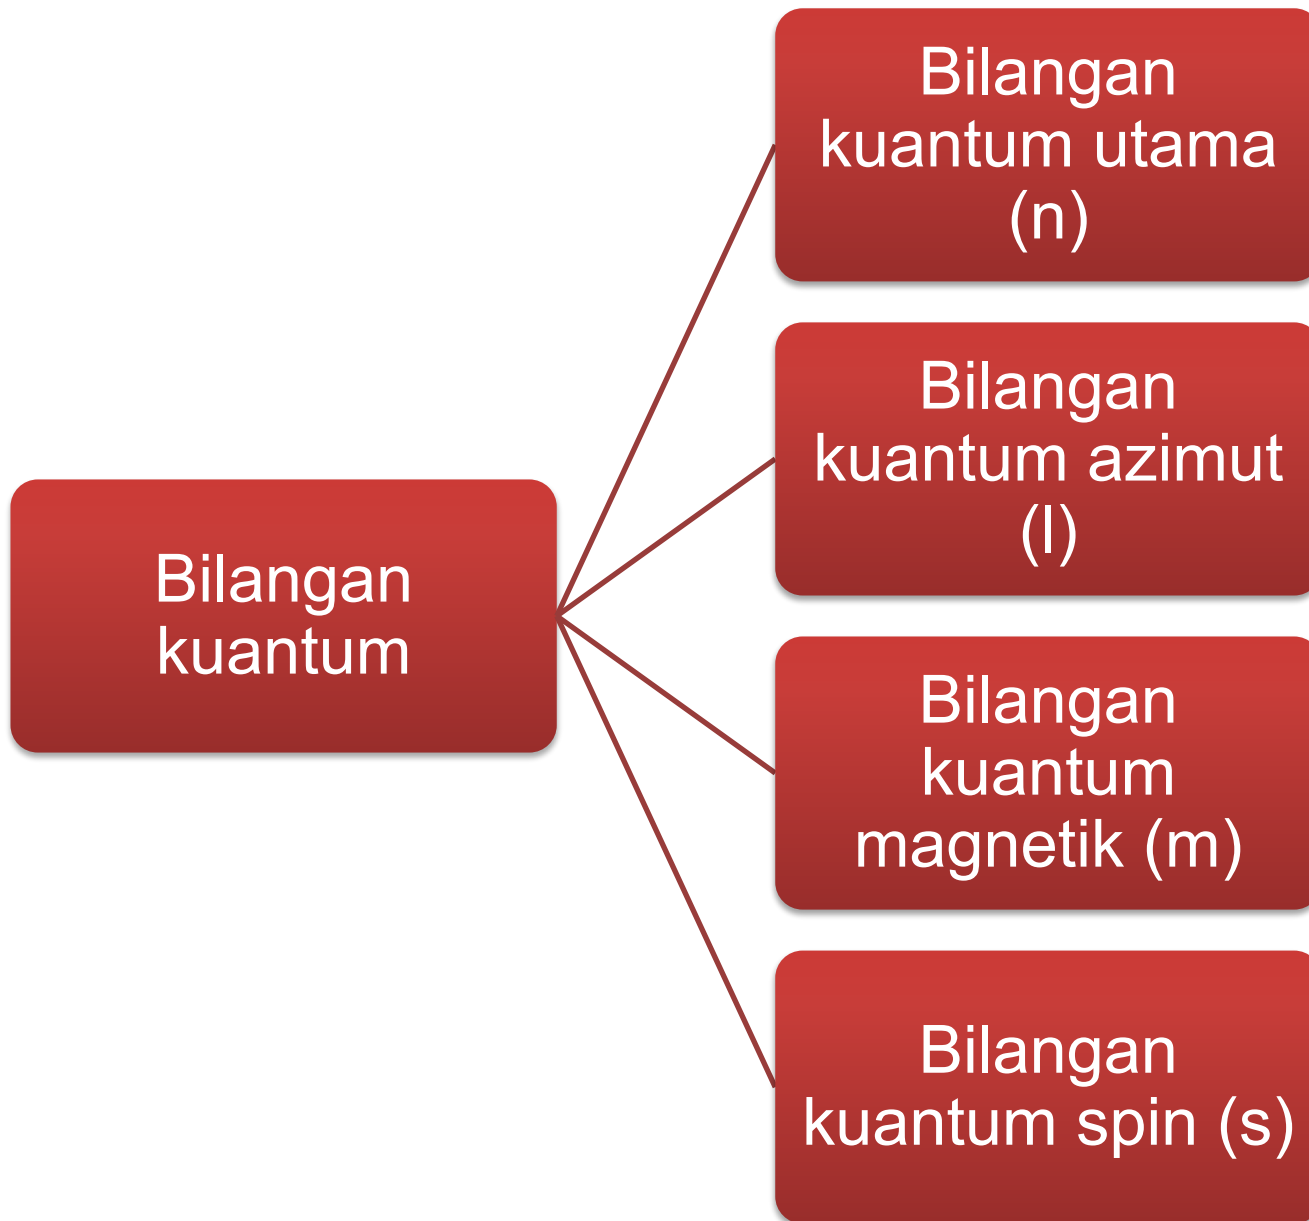 Bilangan
kuantum utama
(n)
Bilangan
kuantum azimut
(l)
Bilangan
kuantum
Bilangan
kuantum
magnetik (m)
Bilangan
kuantum spin (s)